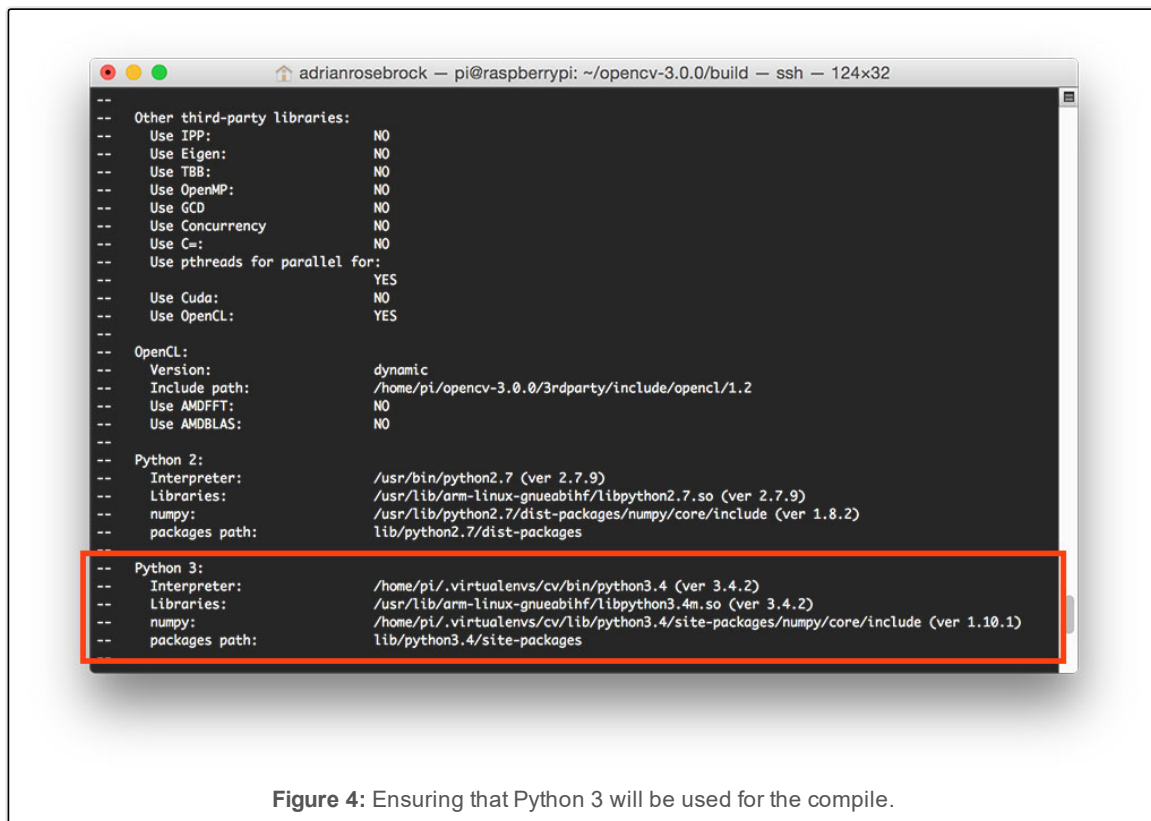 adrianrosebrock — pi@raspberrypi: ~/opencv-3.0.0/build — ssh — 124×32
--
-- Other third-party libraries:
-- Use IPP: NO
-- Use Eigen: NO
-- Use TBB: NO
-- Use OpenMP: NO
-- Use GCD NO
-- Use Concurrency NO
-- Use C=: NO
-- Use pthreads for parallel for:
-- YES
-- Use Cuda: NO
-- Use OpenCL: YES
--
-- OpenCL:
-- Version: dynamic
-- Include path: /home/pi/opencv-3.0.0/3rdparty/include/opencl/1.2
-- Use AMDFFT: NO
-- Use AMDBLAS: NO
--
-- Python 2:
-- Interpreter: /usr/bin/python2.7 (ver 2.7.9)
-- Libraries: /usr/lib/arm-linux-gnueabihf/libpython2.7.so (ver 2.7.9)
-- numpy: /usr/lib/python2.7/dist-packages/numpy/core/include (ver 1.8.2)
-- packages path: lib/python2.7/dist-packages
--
-- Python 3:
-- Interpreter: /home/pi/.virtualenvs/cv/bin/python3.4 (ver 3.4.2)
-- Libraries: /usr/lib/arm-linux-gnueabihf/libpython3.4m.so (ver 3.4.2)
-- numpy: /home/pi/.virtualenvs/cv/lib/python3.4/site-packages/numpy/core/include (ver 1.10.1)
-- packages path: lib/python3.4/site-packages
--
Figure 4: Ensuring that Python 3 will be used for the compile.